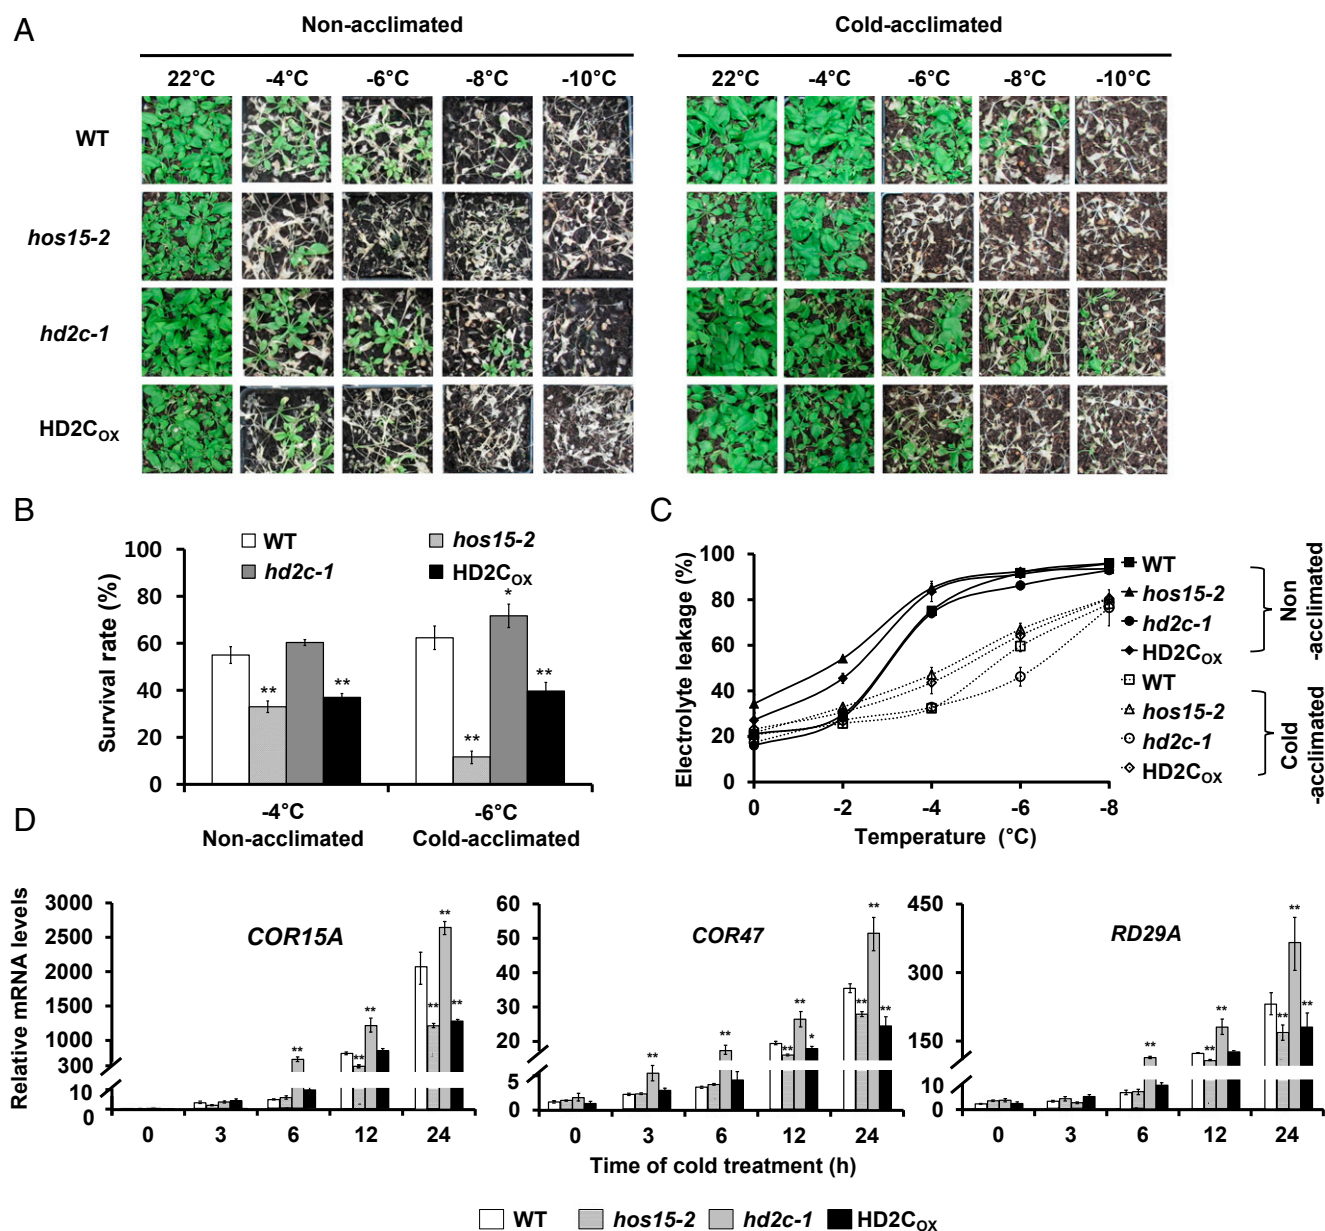 A
Non-acclimated
Cold-acclimated
22°C -4°C -6°C -8°C -10°C
22°C -4°C -6°C -8°C -10°C
WT
hos15-2
hd2c-1
HD2COX
B
WT
hos15-2
hd2c-1
HD2COX
Survival rate (%)
100
80
60
40
20
0
**
**
**
*
**
-4°C
Non-acclimated
-6°C
Cold-acclimated
C
Electrolyte leakage (%)
100
80
60
40
20
0
0 -2 -4 -6 -8
Temperature (°C)
WT
hos15-2
hd2c-1
HD2COX
Non
-acclimated
WT
hos15-2
hd2c-1
HD2COX
Cold
-acclimated
D
Relative mRNA levels
COR15A
3000
2500
2000
1500
1000
300
10
0
**
**
**
**
**
**
0 3 6 12 24
COR47
60
50
40
30
20
5
0
**
**
**
**
*
**
**
**
0 3 6 12 24
RD29A
450
300
150
10
0
**
**
**
**
**
**
0 3 6 12 24
Time of cold treatment (h)
WT hos15-2 hd2c-1 HD2COX